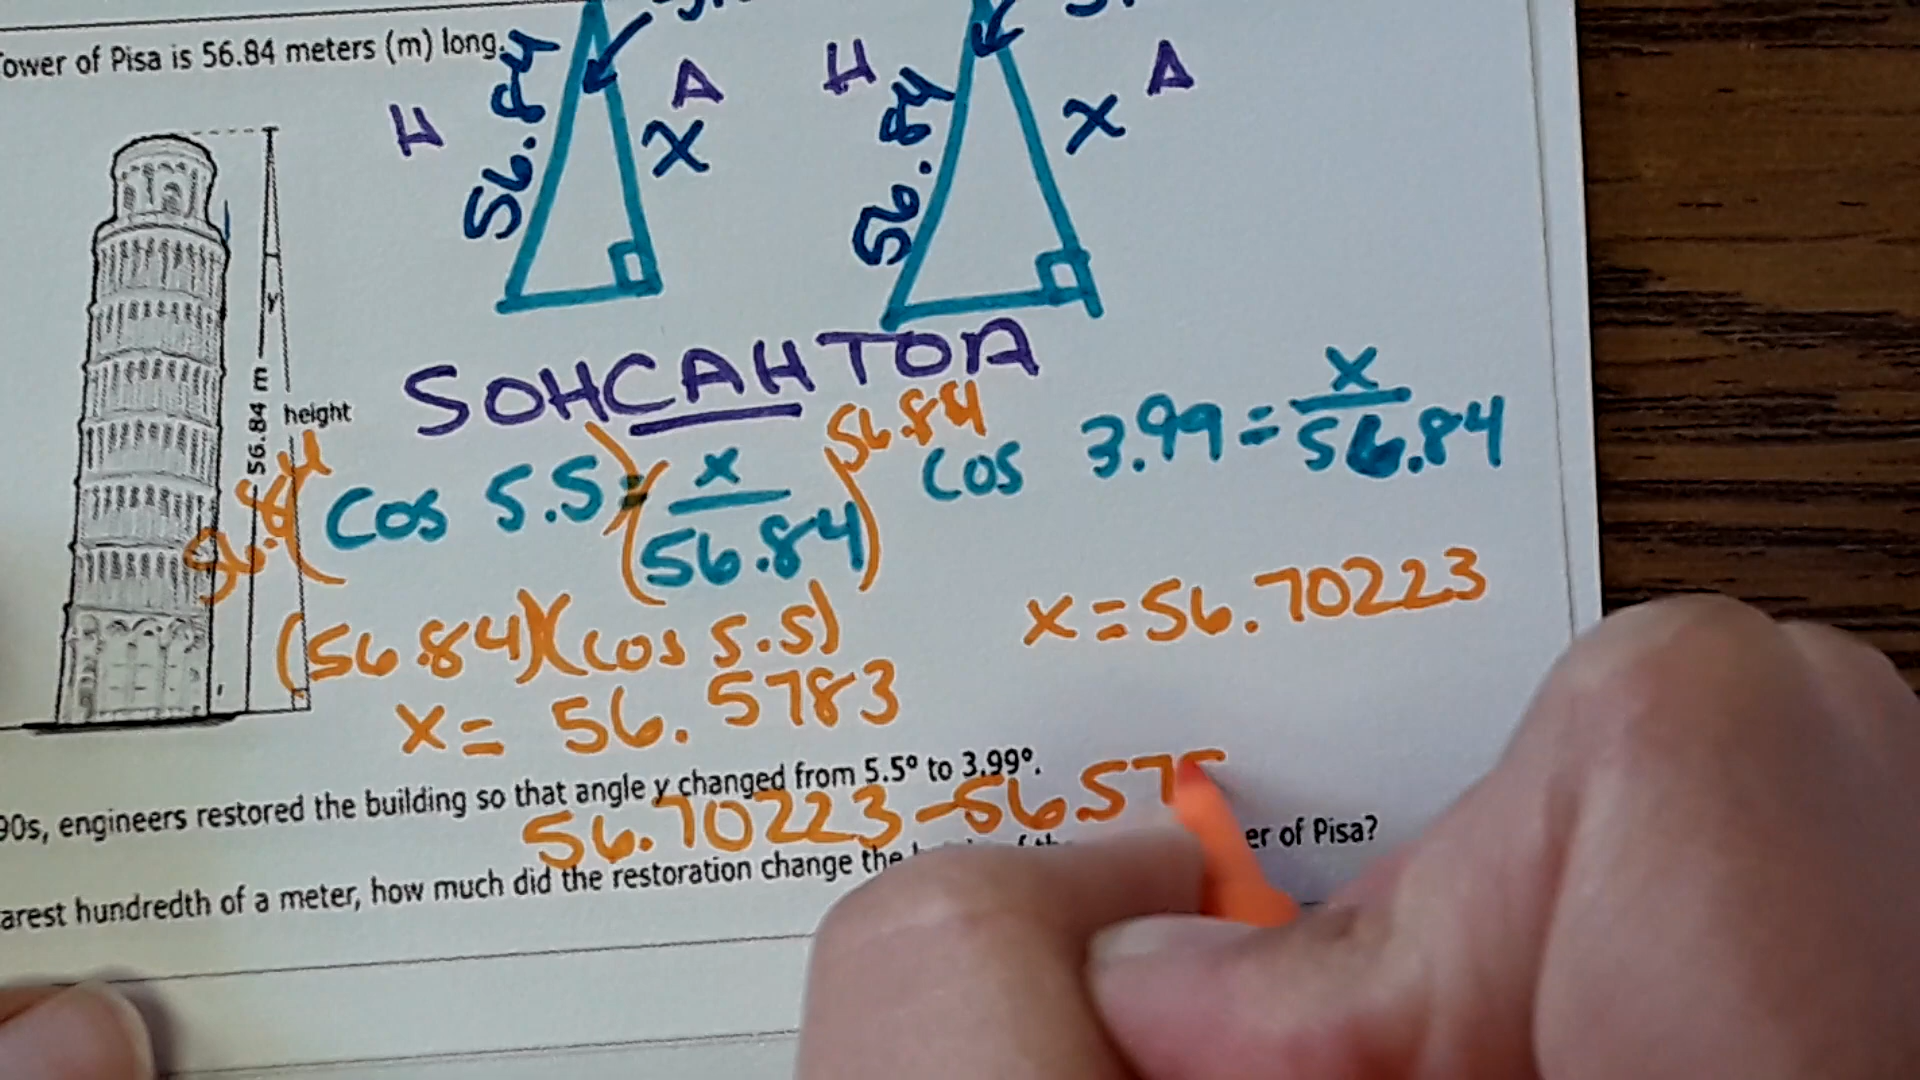 Tower of Pisa is 56.84 meters (m) long.
H 56.84 A X
H 56.84 A X
y
56.84 m
height
SOHCAHTOA
56.84 (cos 5.5) = (x/56.84) 56.84
cos 3.99 = x/56.84
(56.84)(cos 5.5)
x = 56.5783
x = 56.70223
90s, engineers restored the building so that angle y changed from 5.5° to 3.99°.
56.70223 - 56 57
arest hundredth of a meter, how much did the restoration change the er of Pisa?